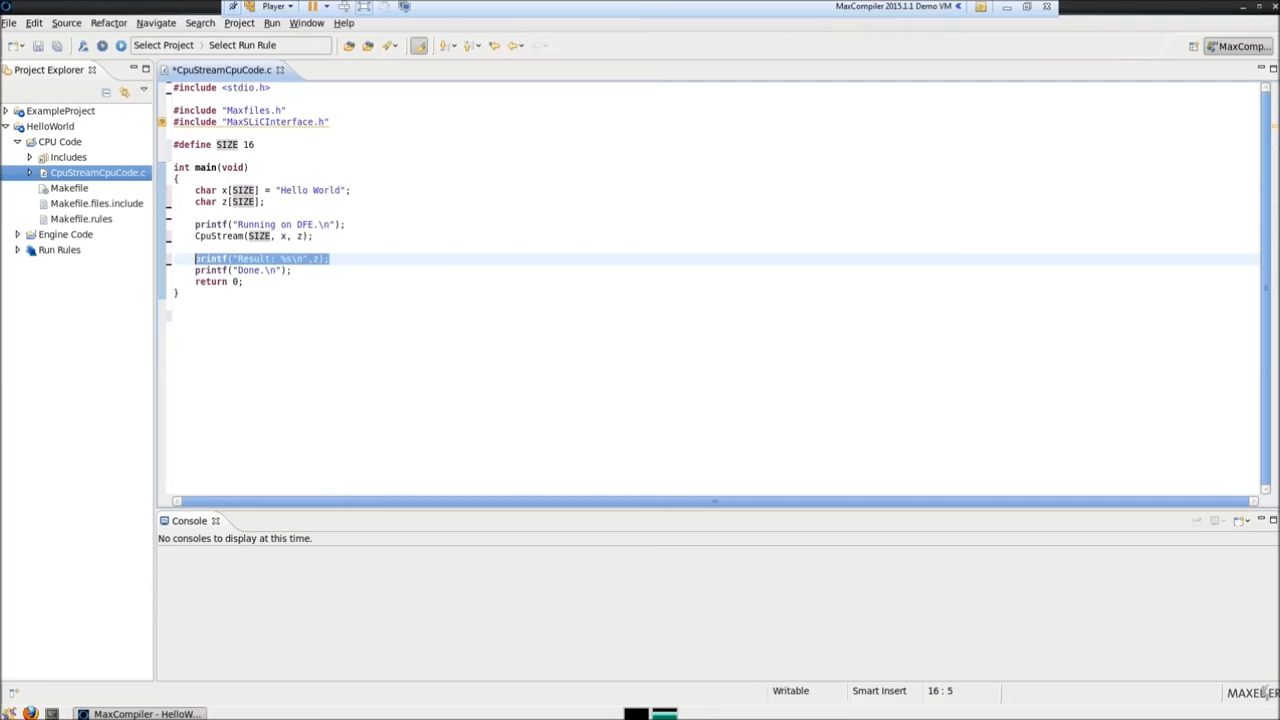 Player
MaxCompiler 2015.1.1 Demo VM
File Edit Source Refactor Navigate Search Project Run Window Help
Select Project Select Run Rule
MaxComp...
Project Explorer
*CpuStreamCpuCode.c
ExampleProject
HelloWorld
CPU Code
Includes
CpuStreamCpuCode.c
Makefile
Makefile.files.include
Makefile.rules
Engine Code
Run Rules
#include <stdio.h>
#include "Maxfiles.h"
#include "MaxSLiCInterface.h"
#define SIZE 16
int main(void)
{
char x[SIZE] = "Hello World";
char z[SIZE];
printf("Running on DFE.\n");
CpuStream(SIZE, x, z);
printf("Result: %s\n",z);
printf("Done.\n");
return 0;
}
Console
No consoles to display at this time.
Writable Smart Insert 16 : 5
MAXELER
MaxCompiler - HelloW...